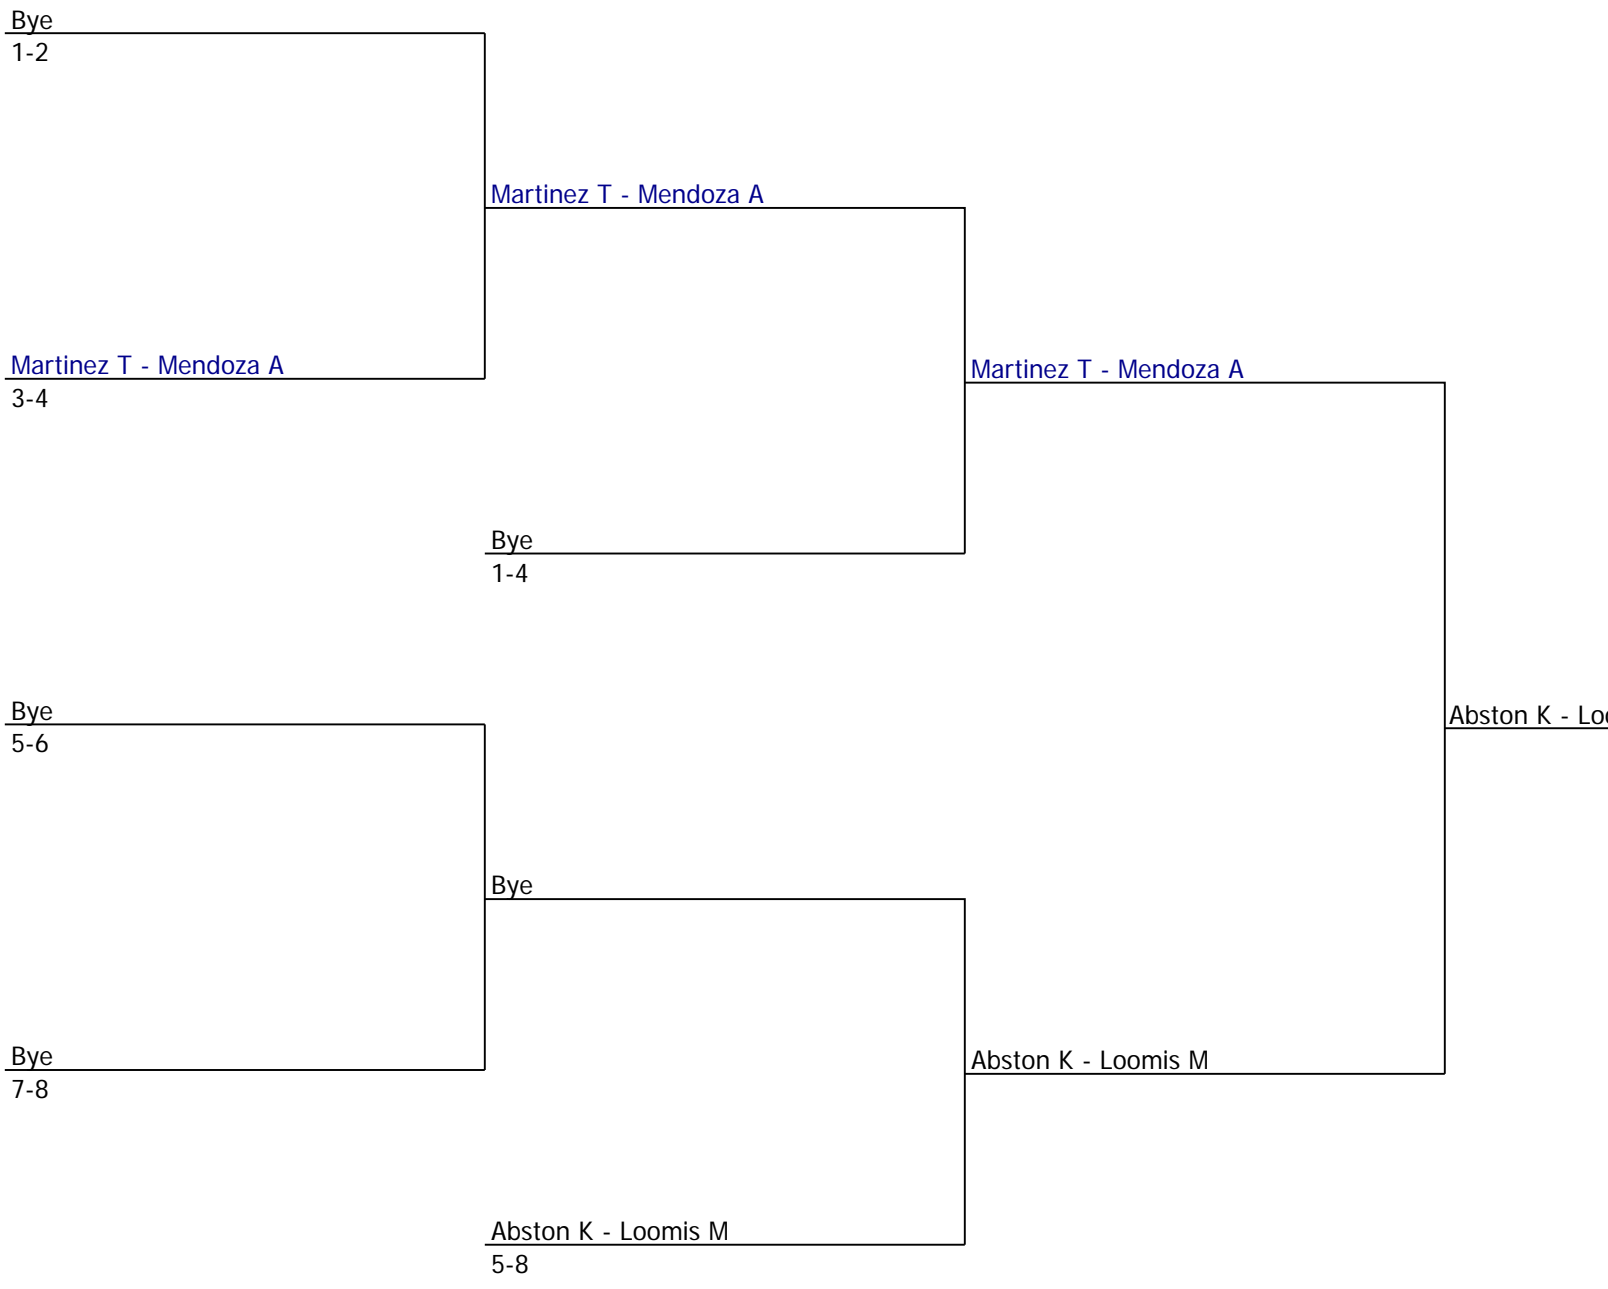 Bye
1-2
Martinez T - Mendoza A
Martinez T - Mendoza A
3-4
Martinez T - Mendoza A
Bye
1-4
Bye
5-6
Abston K -
Bye
Bye
7-8
Abston K - Loomis M
Abston K - Loomis M
5-8